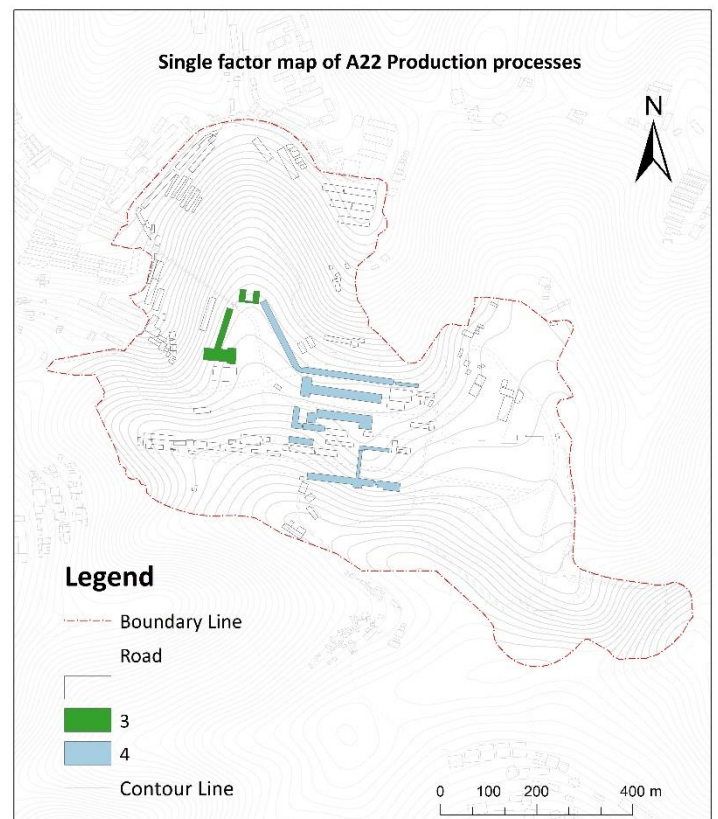 Single factor map of A22 Production processes
N
Legend
Boundary Line
Road
3
4
Contour Line
0 100 200 400 m